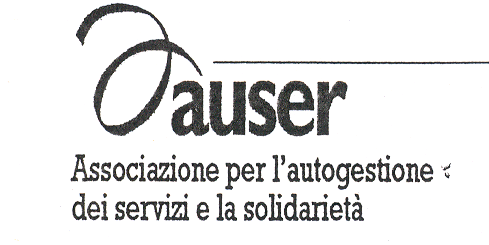 auser
Associazione per l'autogestione
dei servizi e la solidarietà